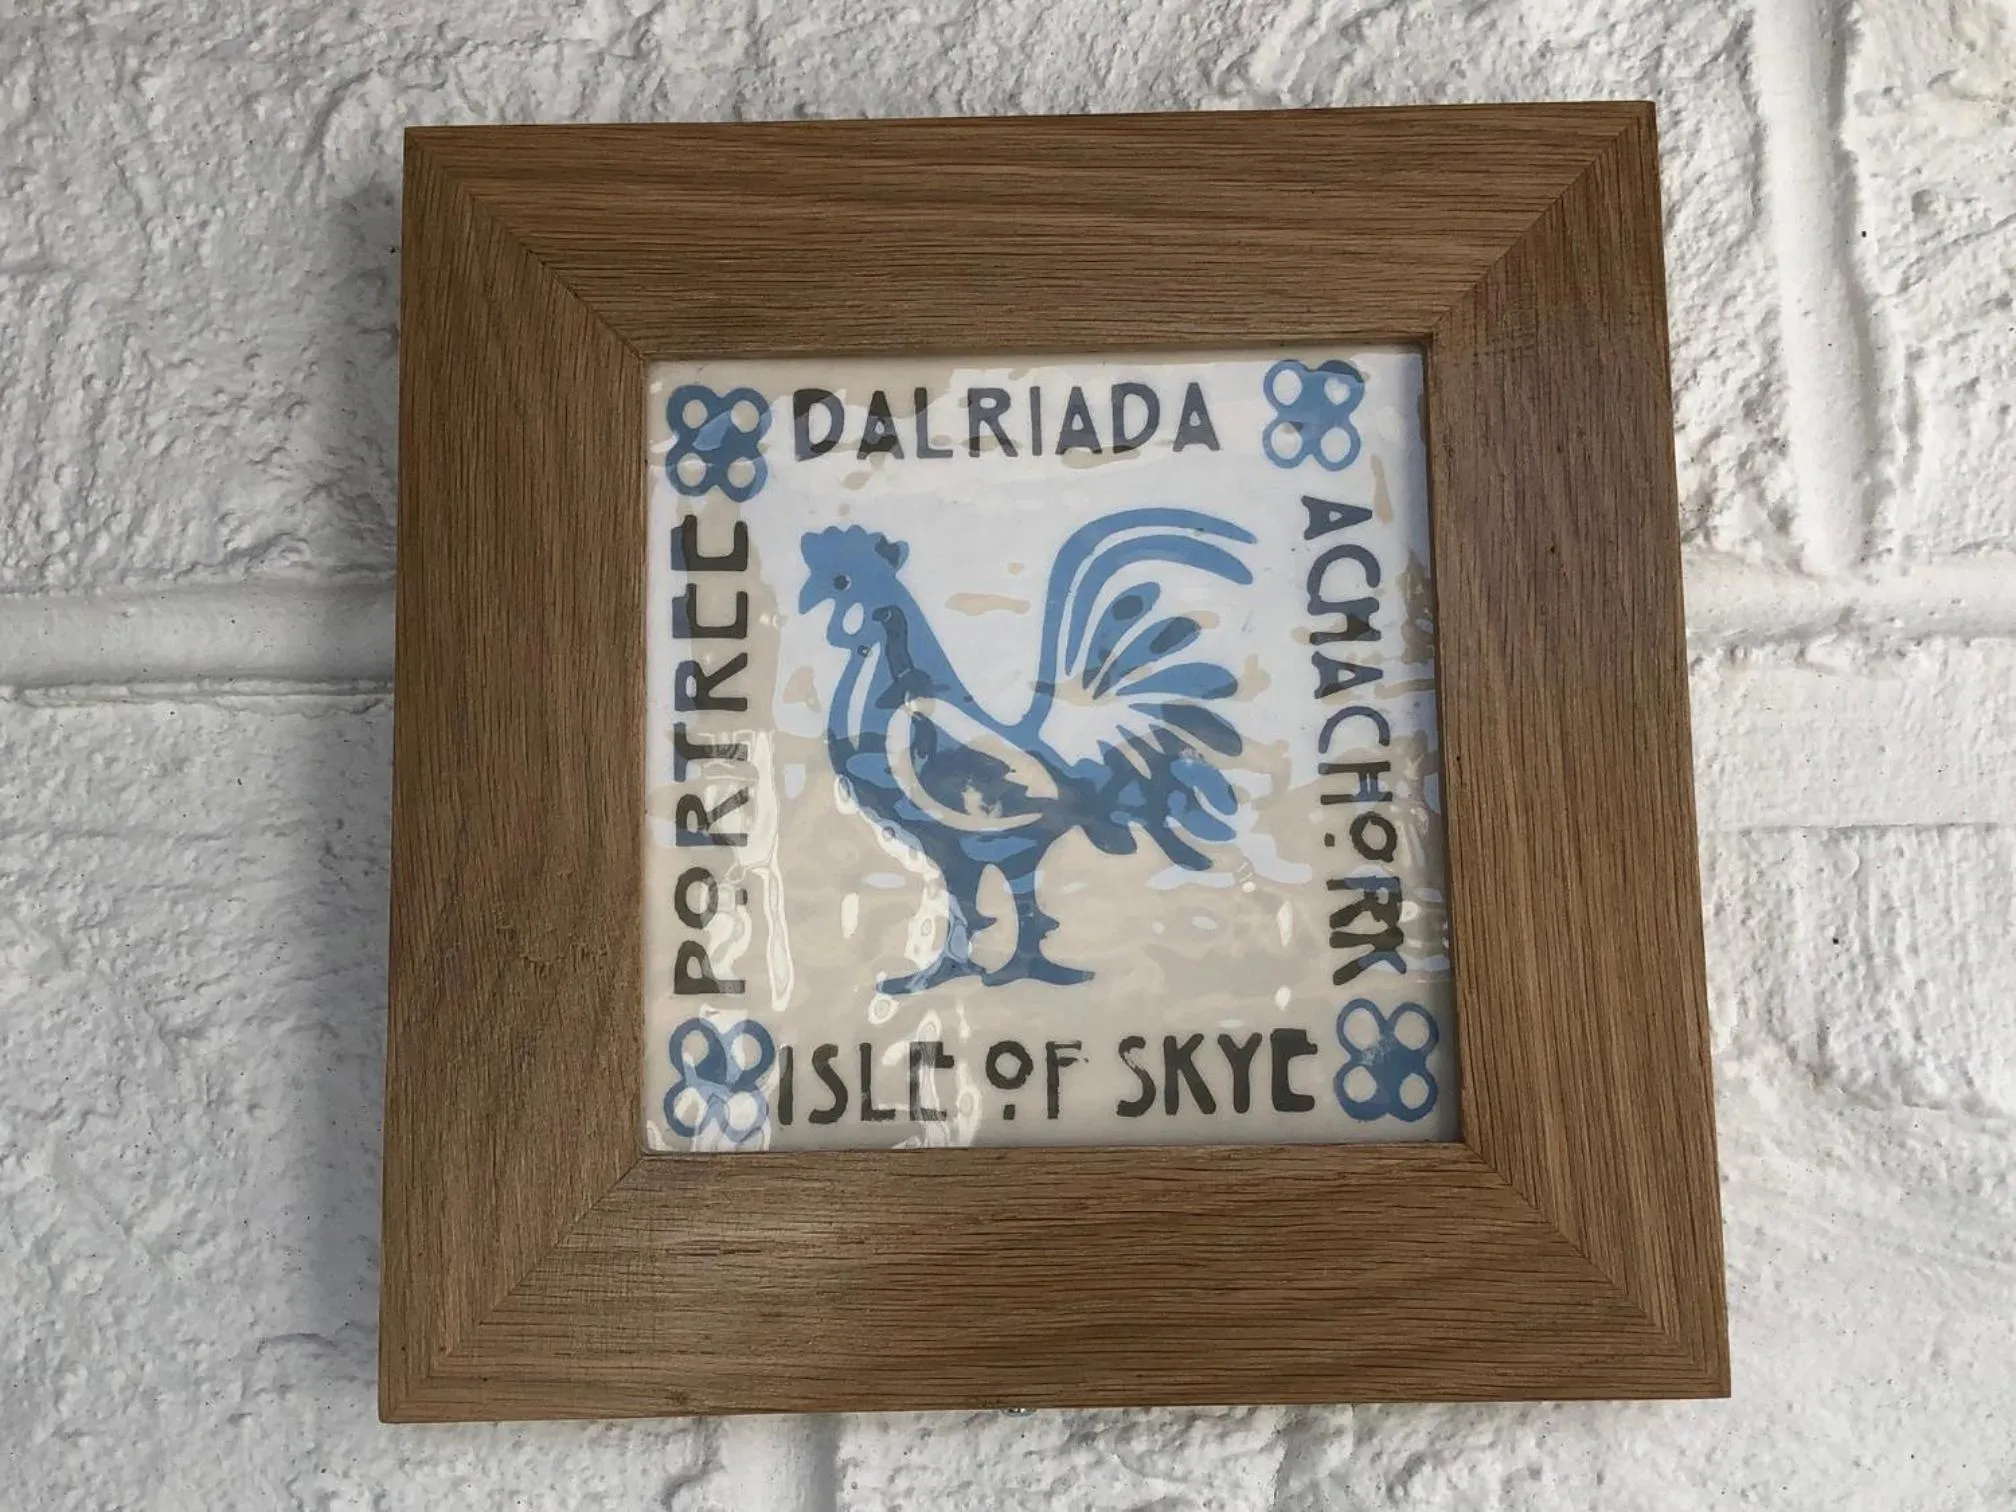 DALRIADA
ACHACHORK
ISLE OF SKYE
PORTREE